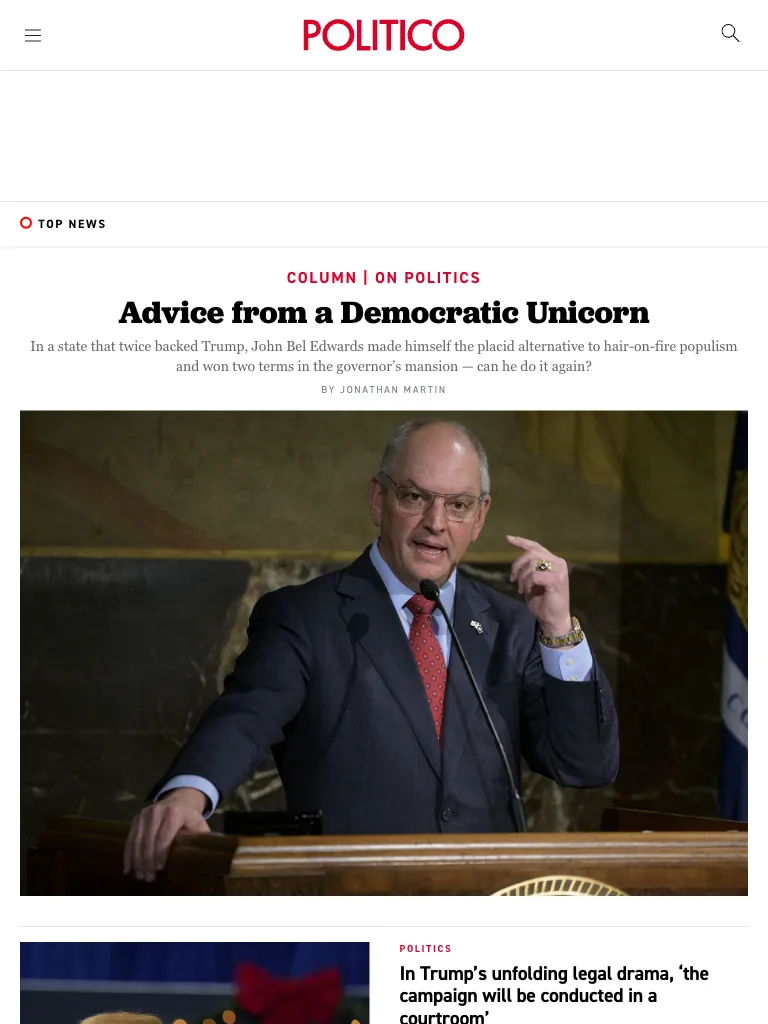 POLITICO
TOP NEWS
COLUMN | ON POLITICS
Advice from a Democratic Unicorn
In a state that twice backed Trump, John Bel Edwards made himself the placid alternative to hair-on-fire populism
and won two terms in the governor’s mansion — can he do it again?
BY JONATHAN MARTIN
POLITICS
In Trump’s unfolding legal drama, ‘the
campaign will be conducted in a
courtroom’